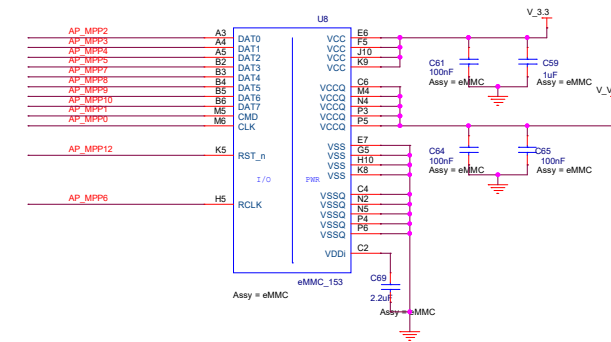 U8
V_3.3
AP_MPP2 A3 DAT0 VCC E6
AP_MPP3 A4 DAT1 VCC F5
AP_MPP4 A5 DAT2 VCC J10
AP_MPP5 B2 DAT3 VCC K9
AP_MPP7 B3 DAT4
AP_MPP8 B4 DAT5 VCCQ C6
AP_MPP9 B5 DAT6 VCCQ M4
AP_MPP10 B6 DAT7 VCCQ N4
AP_MPP1 M5 CMD VCCQ P3
AP_MPP0 M6 CLK VCCQ P5
C61
100nF
Assy = eMMC
C59
1uF
Assy = eMMC
AP_MPP12 K5 RST_n
VSS E7
VSS G5
VSS H10
VSS K8
C64
100nF
Assy = eMMC
C65
100nF
Assy = eMMC
I/O PWR
AP_MPP6 H5 RCLK
VSSQ C4
VSSQ N2
VSSQ N5
VSSQ P4
VSSQ P6
VDDi C2
eMMC_153
Assy = eMMC
C69
2.2uF
Assy = eMMC